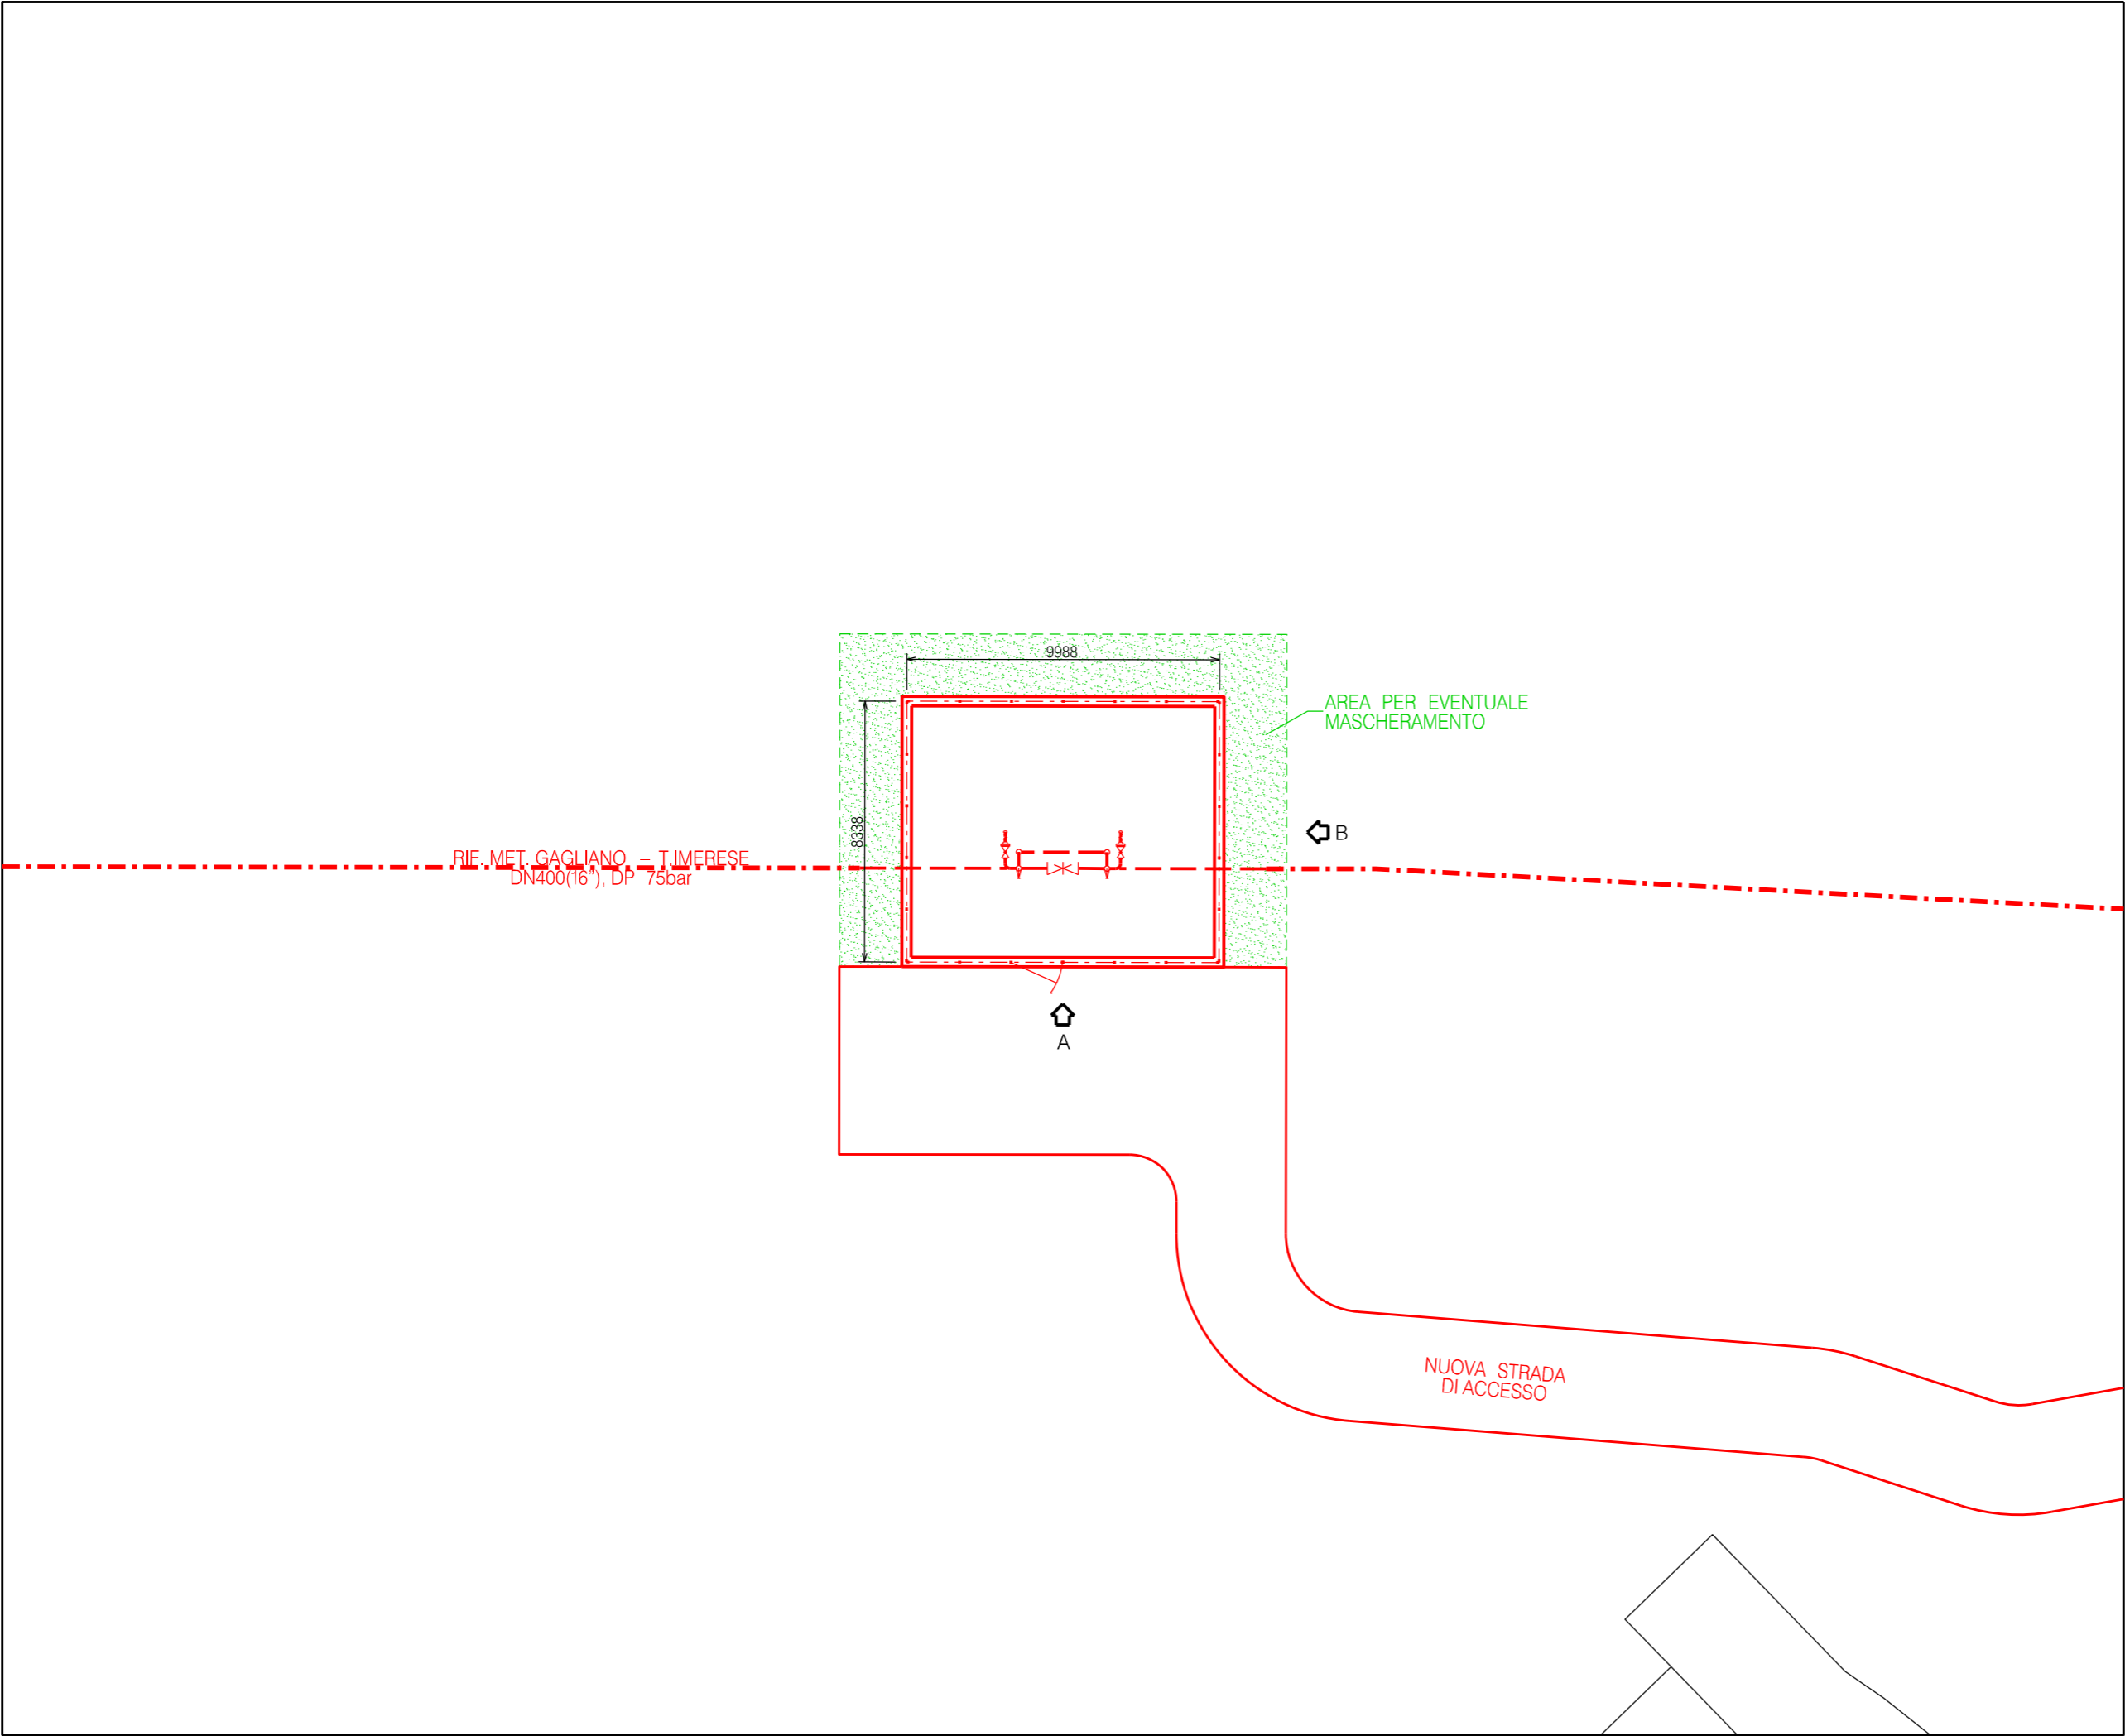 9988
AREA PER EVENTUALE
MASCHERAMENTO
8338
B
RIF. MET. GAGLIANO – T.IMERESE
DN400(16"), DP 75bar
A
NUOVA STRADA
DI ACCESSO